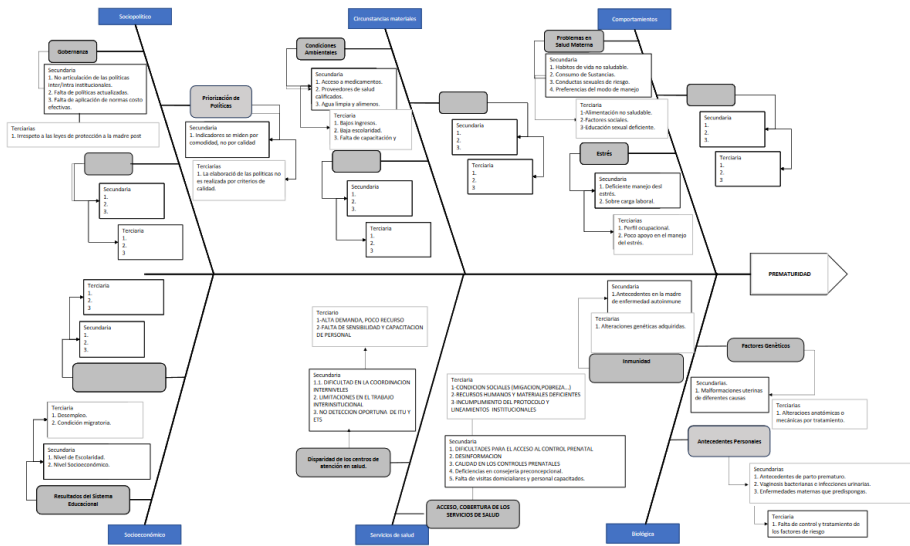 Sociopolítico
Gobernanza
Secundaria
1. No articulación de las políticas
inter/intra institucionales.
2. Falta de políticas actualizadas.
3. Falta de aplicación de normas costo
efectivas.
Terciarias
1. Irrespeto a las leyes de protección a la madre post
Priorización de
Políticas
Secundaria
1. Indicadores se miden por
comodidad, no por calidad
Terciarias
1. La elaboració de las políticas no
es realizada por criterios de
calidad.
Secundaria
1.
2.
3.
Terciaria
1.
2.
3
Circunstancias materiales
Condiciones
Ambientales
Secundaria
1. Acceso a medicamentos.
2. Proveedores de salud
calificados.
3. Agua limpia y alimenos.
Terciarias
1. Bajos Ingresos.
2. Baja escolaridad.
3. Falta de capacitación y
Secundaria
1.
2.
3.
Terciaria
1.
2.
3
Secundaria
1.
2.
3.
Terciaria
1.
2.
3
Comportamientos
Problemas en
Salud Materna
Secundaria
1. Habitos de vida no saludable.
2. Consumo de Sustancias.
3. Conductas sexuales de riesgo.
4. Preferencias del modo de manejo
Terciarias
1-Alimentación no saludable.
2-Factores sociales.
3-Educación sexual deficiente.
Secundaria
1.
2.
3.
Terciaria
1.
2.
3
Estrés
Secundaria
1. Deficiente manejo desl
estrés.
2. Sobre carga laboral.
Terciarias
1. Perfil ocupacional.
2. Poco apoyo en el manejo
del estrés.
PREMATURIDAD
Terciaria
1.
2.
3
Secundaria
1.
2.
3.
Terciaria
1. Desempleo.
2. Condición migratoria.
Secundaria
1. Nivel de Escolaridad.
2. Nivel Socioeconómico.
Resultados del Sistema
Educacional
Socioeconómico
Terciaria
1-ALTA DEMANDA, POCO RECURSO
2-FALTA DE SENSIBILIDAD Y CAPACITACION
DE PERSONAL
Secundaria
1.1. DIFICULTAD EN LA COORDINACION
INTERNIVELES
2. LIMITACIONES EN EL TRABAJO
INTERINSTITUCIONAL
3. NO DETECCION OPORTUNA DE ITU Y
ETS
Disparidad de los centros de
atención en salud.
Terciaria
1-CONDICION SOCIALES (MIGACION,POBREZA...)
2-RECURSOS HUMANOS Y MATERIALES DEFICIENTES
3 INCUMPLIMIENTO DEL PROTOCOLO Y
LINEAMIENTOS INSTITUCIONALES
Secundaria
1. DIFICULTADES PARA EL ACCESO AL CONTROL PRENATAL
2. DESINFORMACION
3. CALIDAD EN LOS CONTROLES PRENATALES
4. Deficiencias en consejería preconcepcional.
5. Falta de visitas domicialiares y personal capacitados.
ACCESO, COBERTURA DE LOS
SERVICIOS DE SALUD
Servicios de salud
Secundaria
1.Antecedentes en la madre
de enfermedad autoinmune
Terciarias
1. Alteraciones genéticas adquiridas.
Inmunidad
Factores Genèticos
Secundarias.
1. Malformaciones uterinas
de diferentes causas
Terciarias
1. Alteracioes anatómicas o
mecánicas por tratamiento.
Antecedentes Personales
Secundarias
1. Antecedentes de parto prematuro.
2. Vaginosis bacterianas e infecciones urinarias.
3. Enfermedades maternas que predispongas.
Terciaria
1. Falta de control y tratamiento de
los factores de riesgo
Biológico